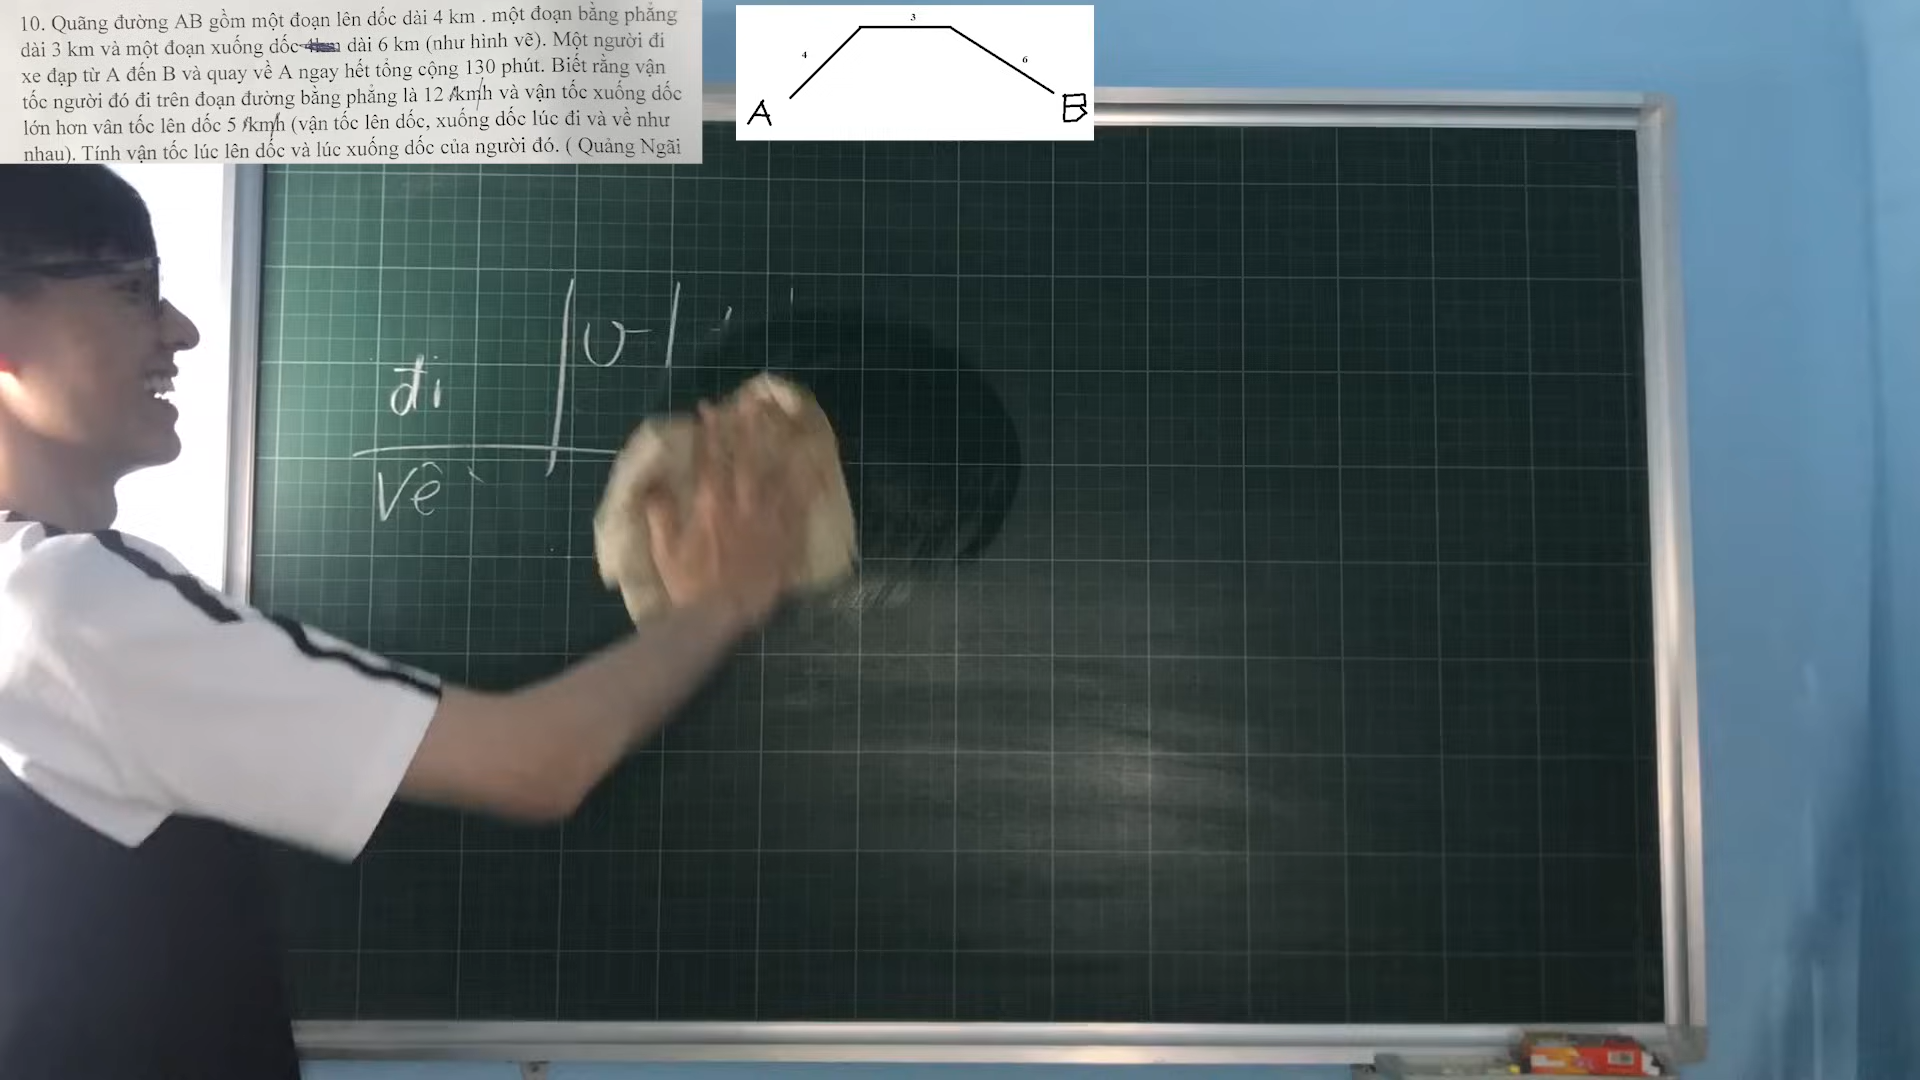 10. Quãng đường AB gồm một đoạn lên dốc dài 4 km . một đoạn bằng phẳng
dài 3 km và một đoạn xuống dốc dài 6 km (như hình vẽ). Một người đi
xe đạp từ A đến B và quay về A ngay hết tổng cộng 130 phút. Biết rằng vận
tốc người đó đi trên đoạn đường bằng phẳng là 12 km/h và vận tốc xuống dốc
lớn hơn vân tốc lên dốc 5 km/h (vận tốc lên dốc, xuống dốc lúc đi và về như
nhau). Tính vận tốc lúc lên dốc và lúc xuống dốc của người đó. ( Quảng Ngãi
3
4
6
A B
v
đi
Về